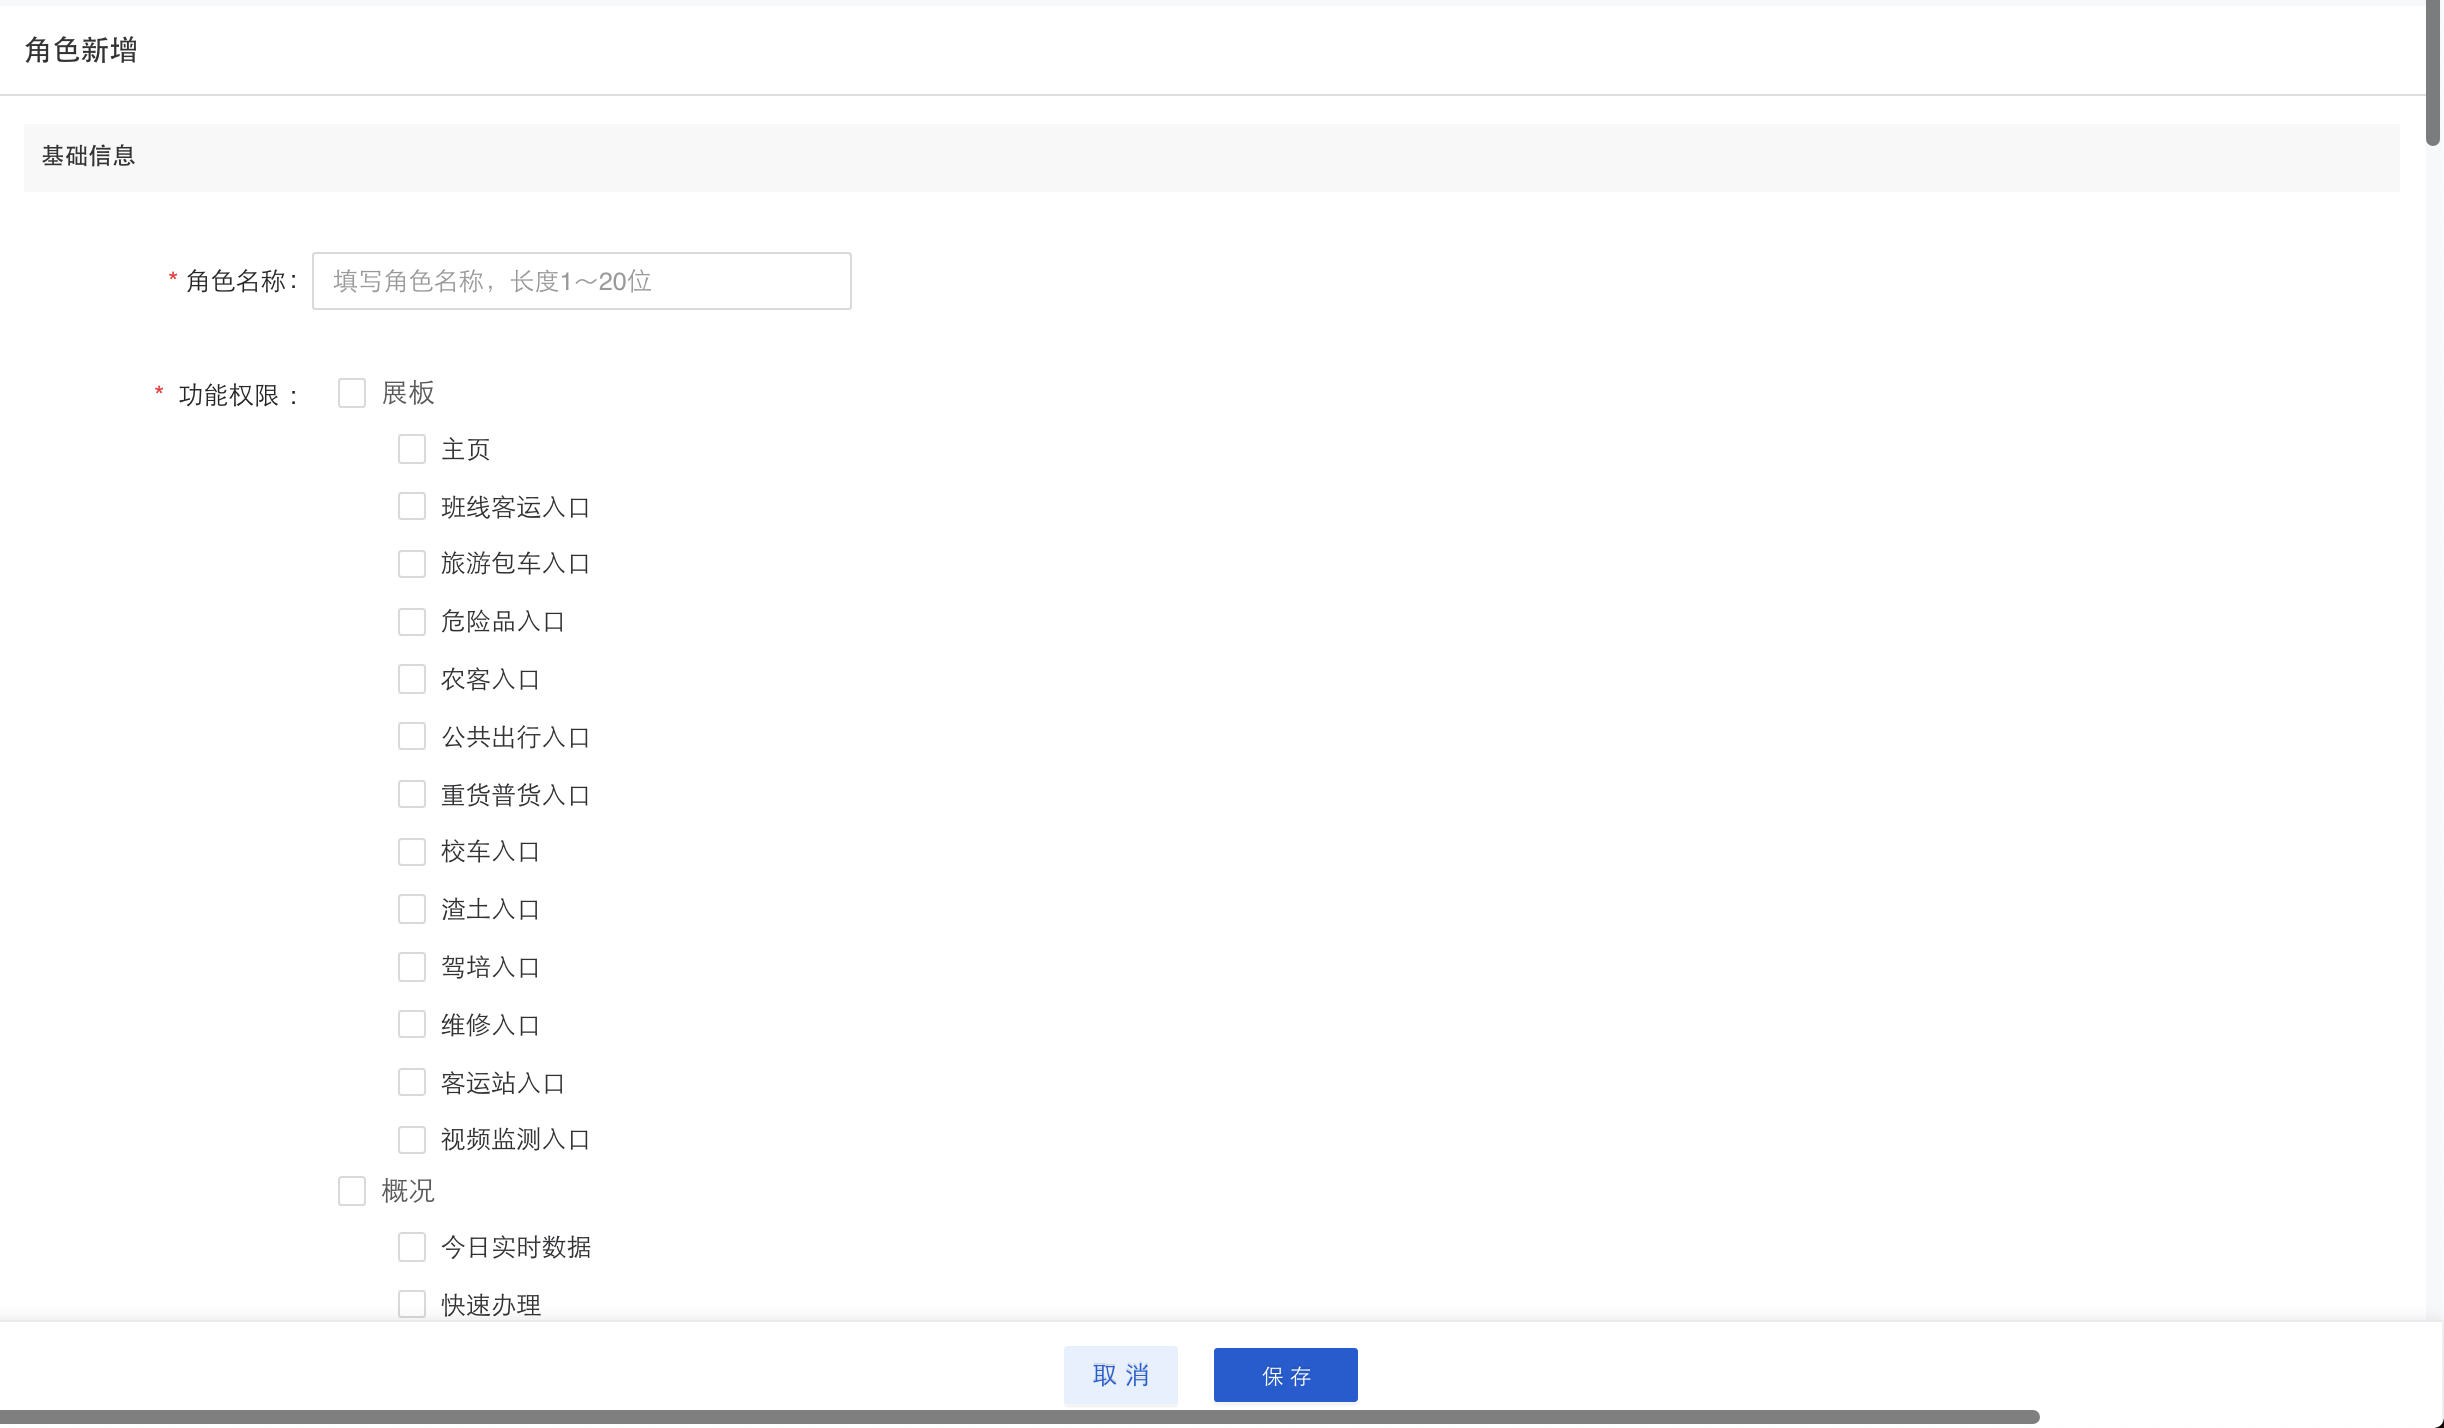 角色新增
基础信息
* 角色名称: 填写角色名称，长度1～20位
* 功能权限 : 展板
主页
班线客运入口
旅游包车入口
危险品入口
农客入口
公共出行入口
重货普货入口
校车入口
渣土入口
驾培入口
维修入口
客运站入口
视频监测入口
概况
今日实时数据
快速办理
取 消 保 存